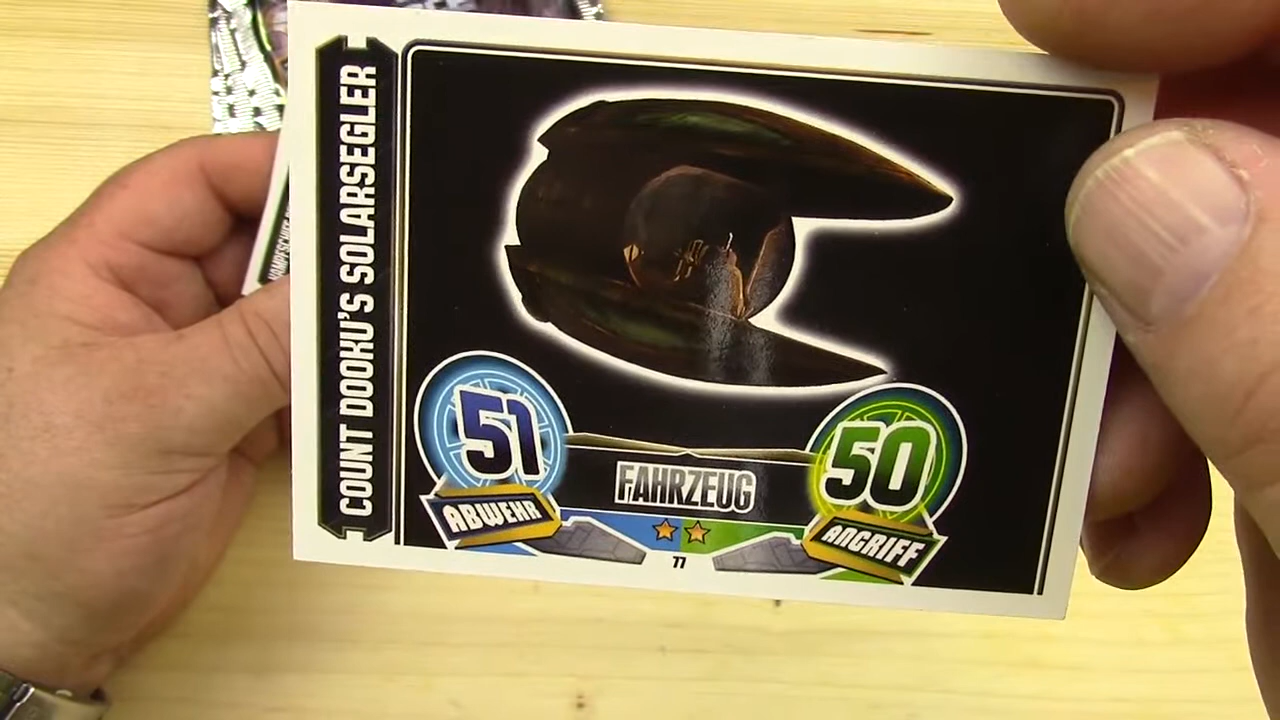 COUNT DOOKU'S SOLARSEGLER
51
ABWEHR
FAHRZEUG
50
ANGRIFF
77